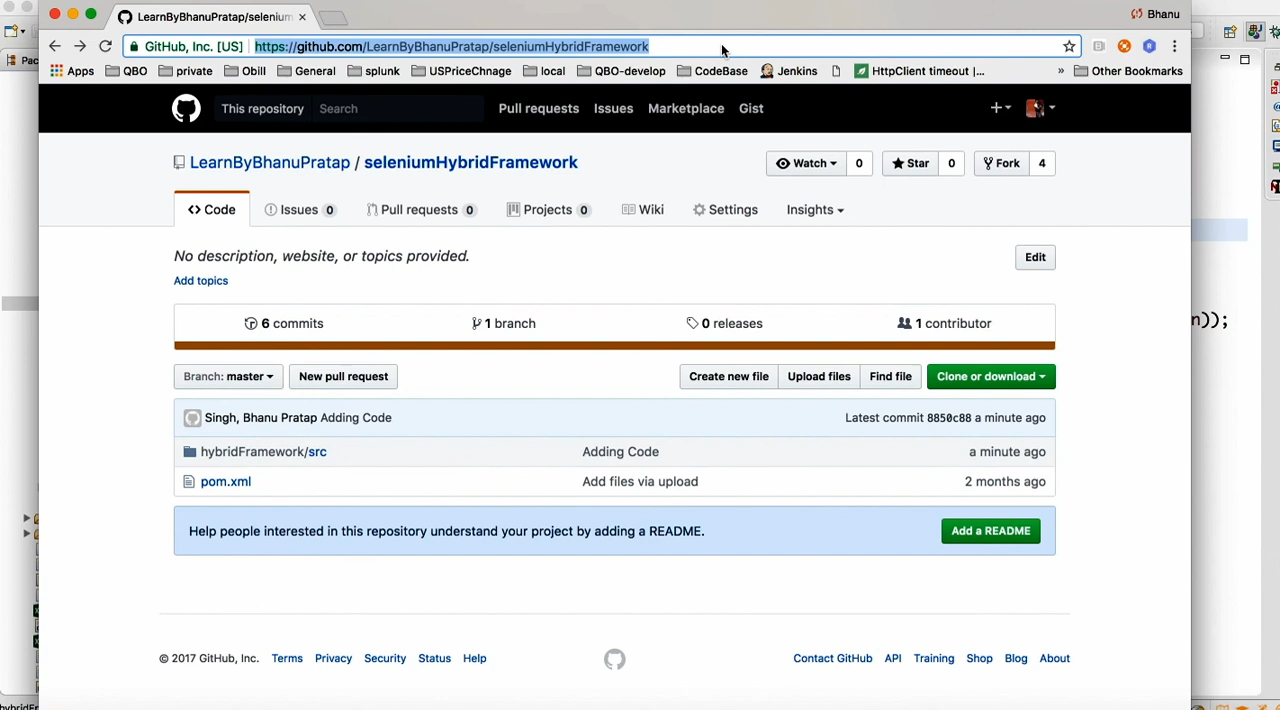 LearnByBhanuPratap/selenium
Bhanu
GitHub, Inc. [US]
https://github.com/LearnByBhanuPratap/seleniumHybridFramework
Apps
QBO
private
Obill
General
splunk
USPriceChnage
local
QBO-develop
CodeBase
Jenkins
HttpClient timeout |...
»
Other Bookmarks
Pac
This repository
Search
Pull requests
Issues
Marketplace
Gist
LearnByBhanuPratap / seleniumHybridFramework
Watch
0
Star
0
Fork
4
Code
Issues 0
Pull requests 0
Projects 0
Wiki
Settings
Insights
No description, website, or topics provided.
Edit
Add topics
6 commits
1 branch
0 releases
1 contributor
n));
Branch: master
New pull request
Create new file
Upload files
Find file
Clone or download
Singh, Bhanu Pratap Adding Code
Latest commit 8850c88 a minute ago
hybridFramework/src
Adding Code
a minute ago
pom.xml
Add files via upload
2 months ago
Help people interested in this repository understand your project by adding a README.
Add a README
© 2017 GitHub, Inc.
Terms
Privacy
Security
Status
Help
Contact GitHub
API
Training
Shop
Blog
About
hybridFr